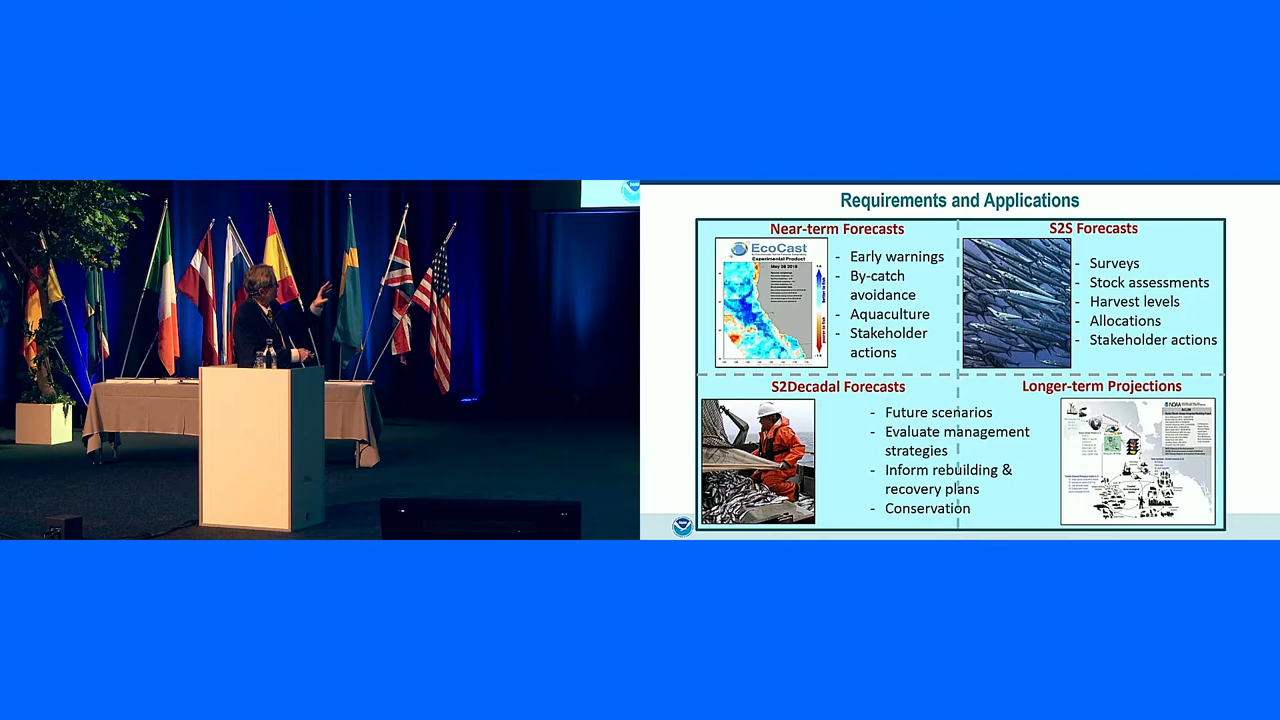 Requirements and Applications
Near-term Forecasts
EcoCast
Experimental Product
May 28 2018
- Early warnings
- By-catch
avoidance
- Aquaculture
- Stakeholder
actions
S2S Forecasts
- Surveys
- Stock assessments
- Harvest levels
- Allocations
- Stakeholder actions
S2Decadal Forecasts
- Future scenarios
- Evaluate management
strategies
- Inform rebuilding &
recovery plans
- Conservation
Longer-term Projections
NOAA
ACLIM